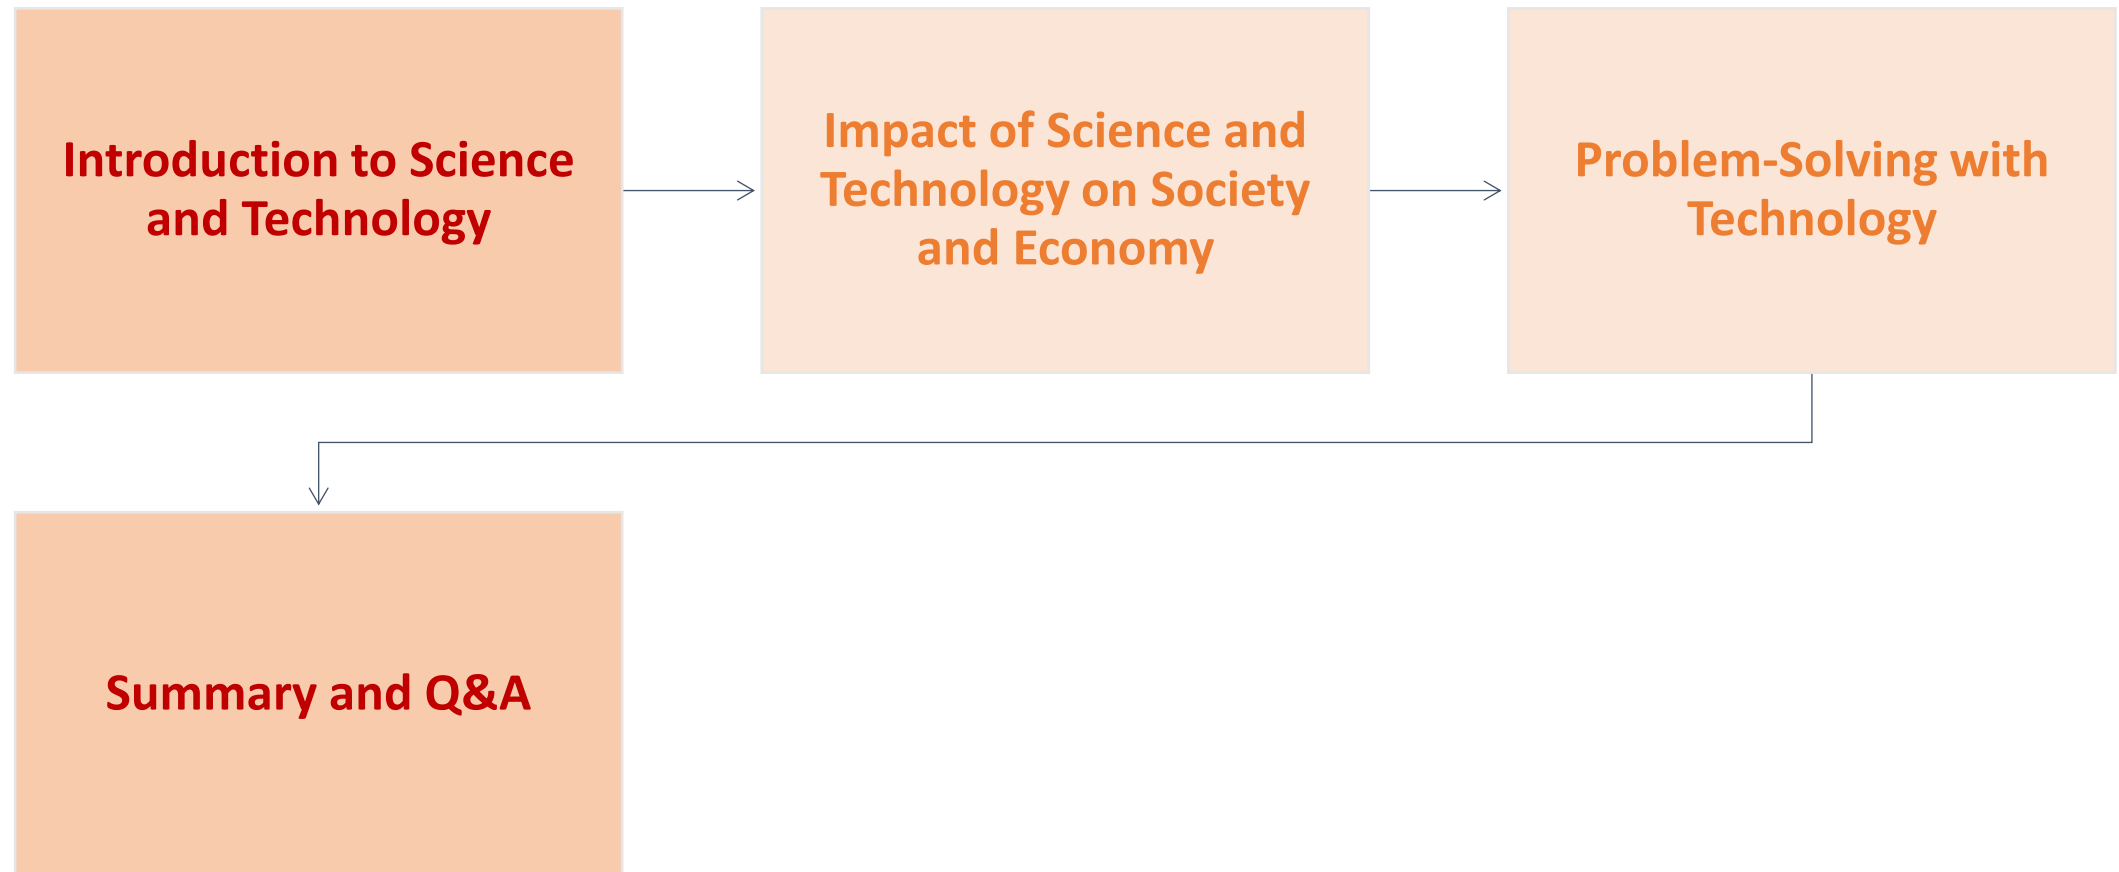 Introduction to Science
and Technology
Impact of Science and
Technology on Society
and Economy
Problem-Solving with
Technology
Summary and Q&A